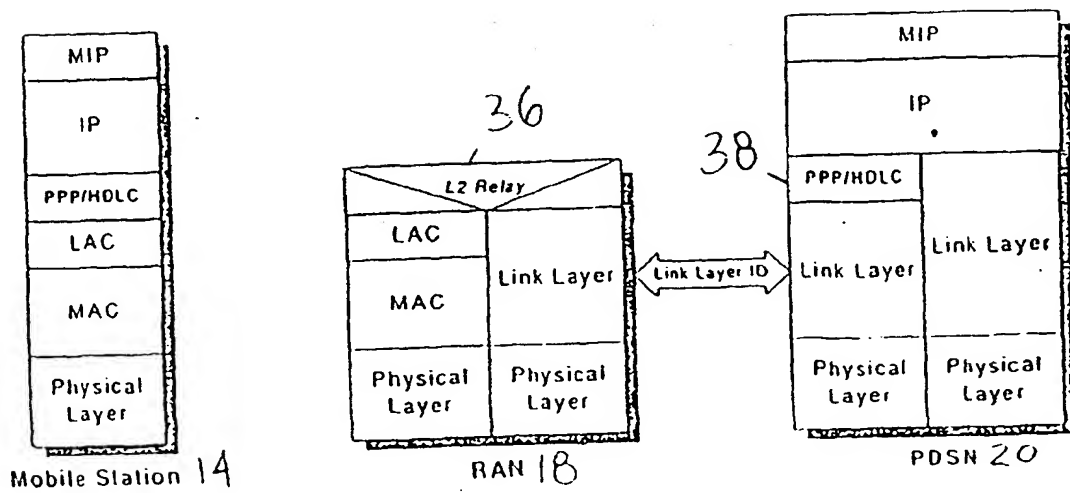 MIP
IP
PPP/HDLC
LAC
MAC
Physical
Layer
Mobile Station 14
36
L2 Relay
LAC
MAC
Link Layer
Physical
Layer
Physical
Layer
RAN 18
Link Layer ID
38
MIP
IP
PPP/HDLC
Link Layer
Link Layer
Physical
Layer
Physical
Layer
PDSN 20